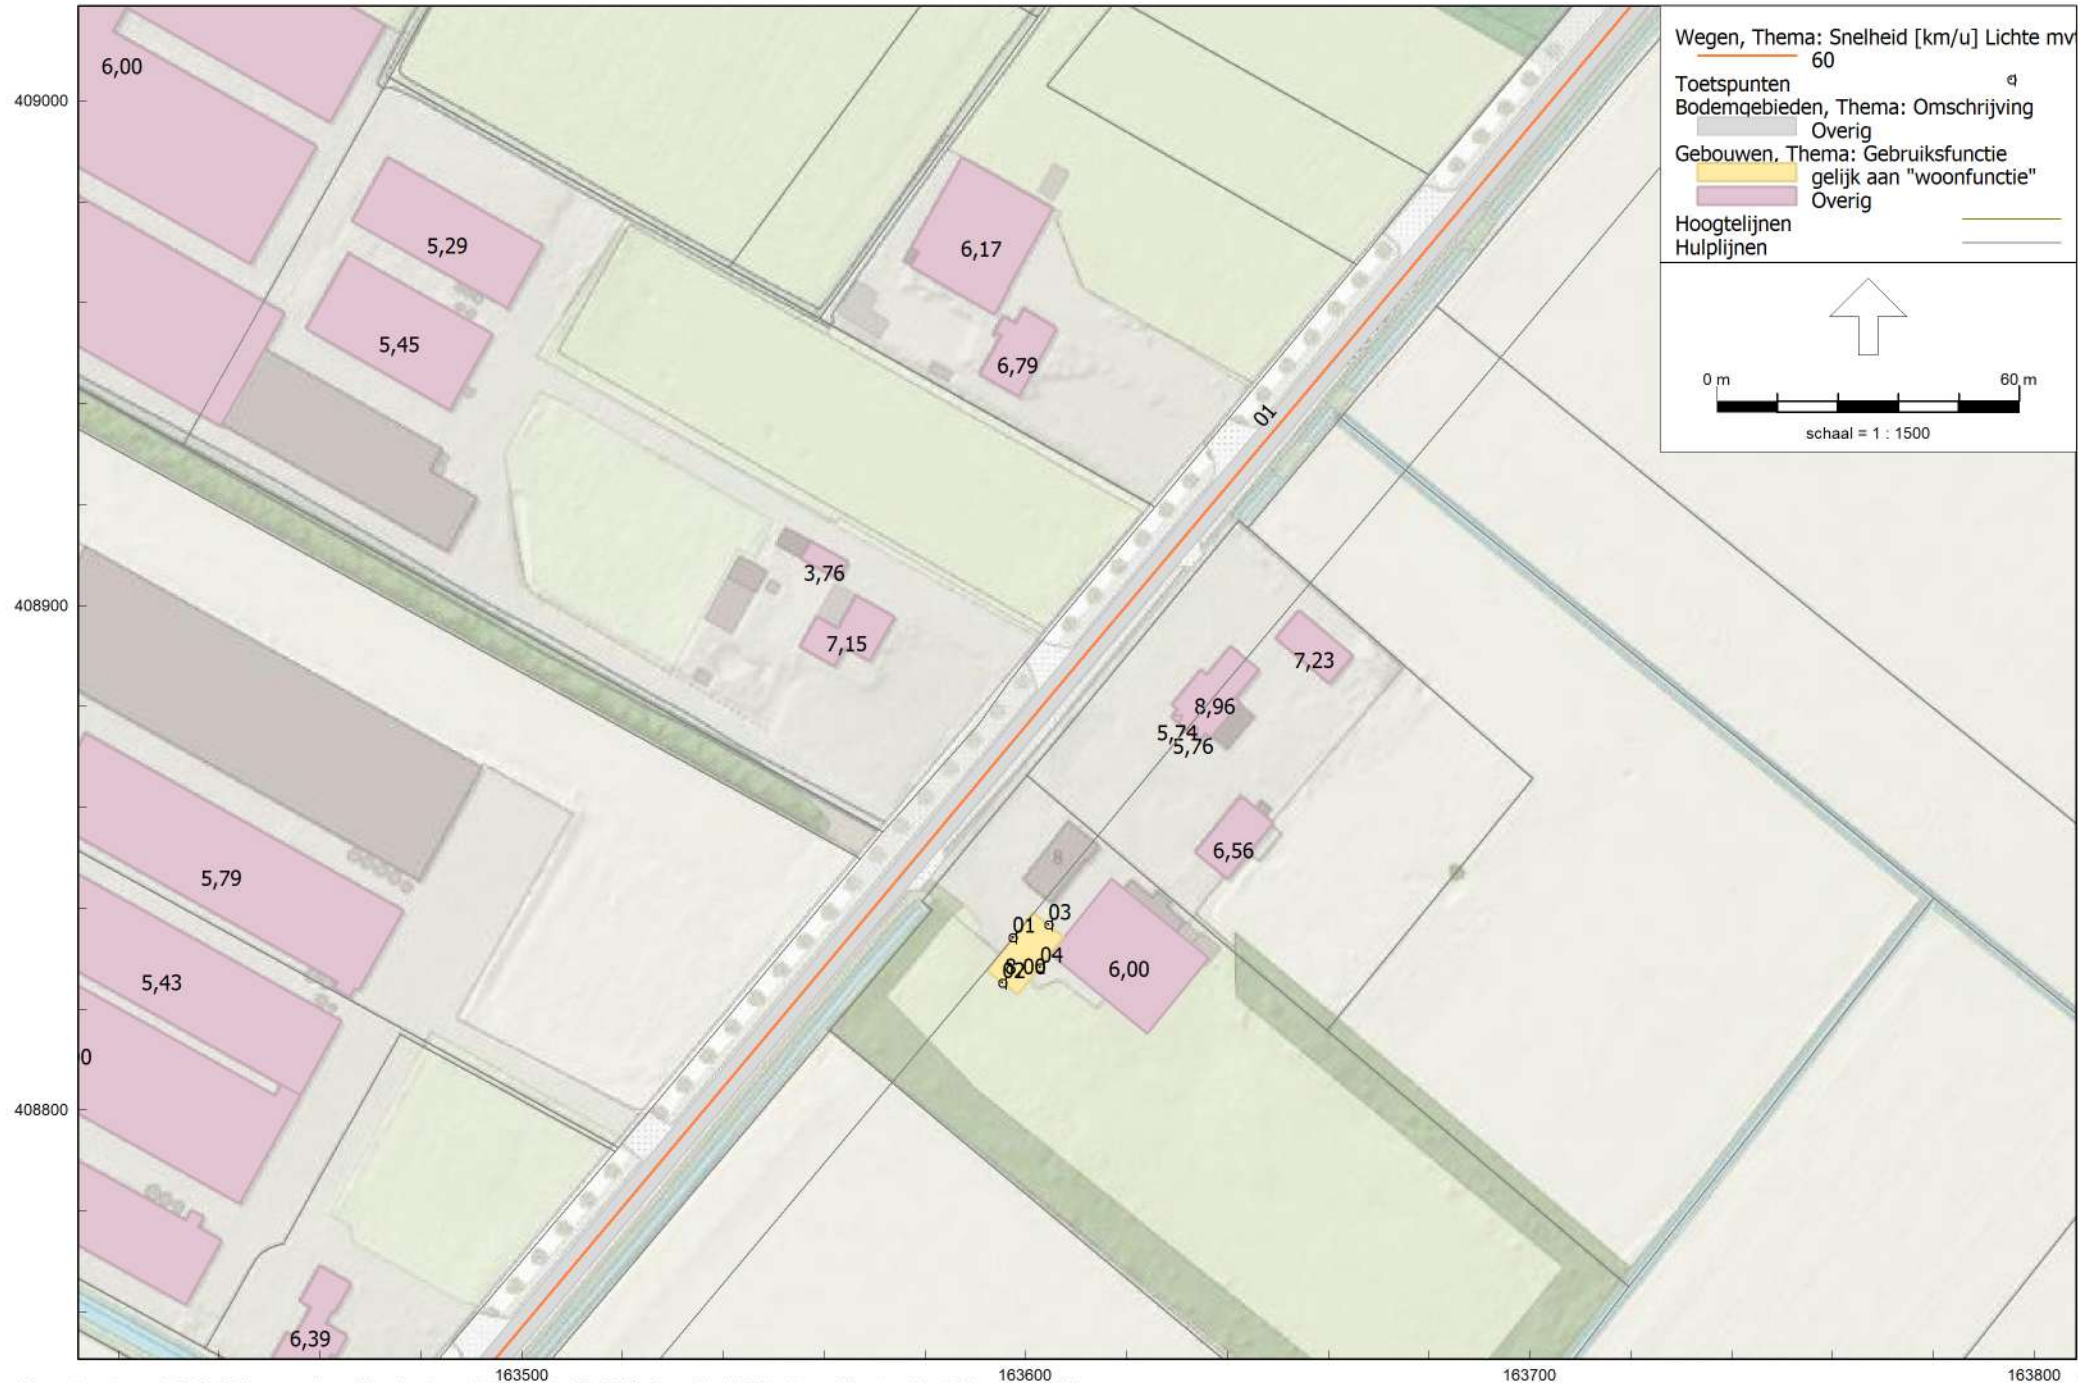 Wegen, Thema: Snelheid [km/u] Lichte mv
60
Toetspunten
Bodemgebieden, Thema: Omschrijving
Overig
Gebouwen, Thema: Gebruiksfunctie
gelijk aan "woonfunctie"
Overig
Hoogtelijnen
Hulplijnen
0 m 60 m
schaal = 1 : 1500
6,00
409000
5,29
6,17
5,45
6,79
01
3,76
408900
7,15
7,23
8,96
5,74
5,76
6,56
8
5,79
03
01
04
02
6,00
5,43
0
408800
6,39
163500 163600 163700 163800